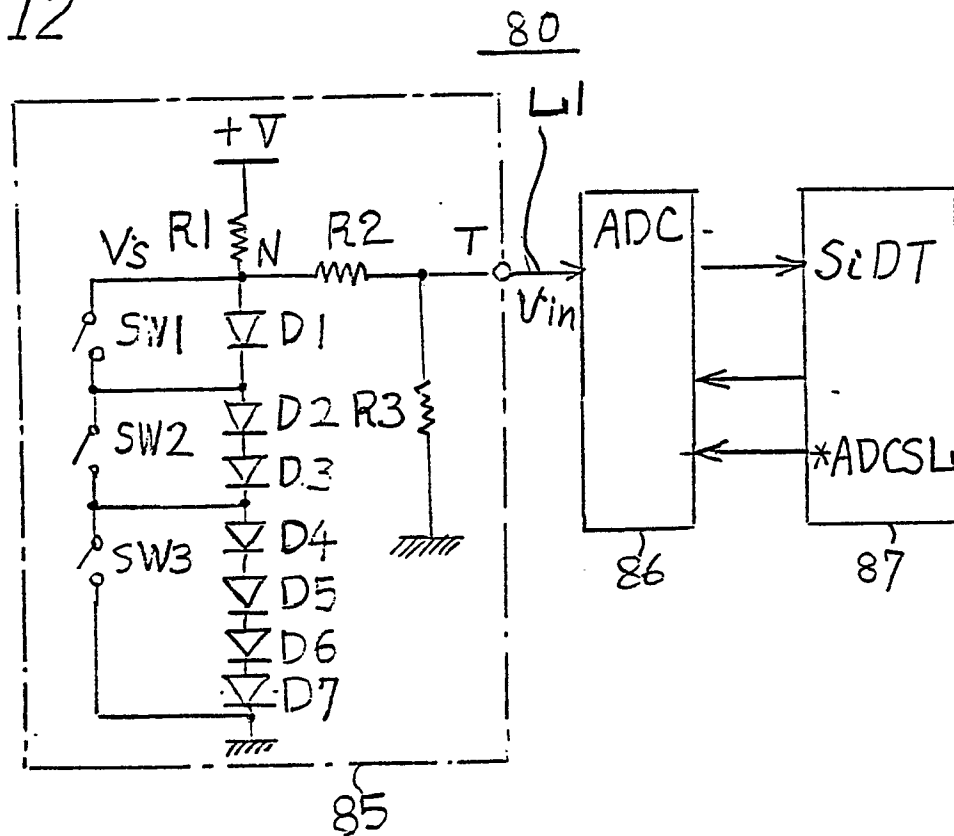 12
80
L1
+V
R1
Vs
N
R2
T
Vin
ADC
SiDT
SW1
D1
D2
R3
SW2
D3
*ADCSL
SW3
D4
D5
D6
D7
86
87
85